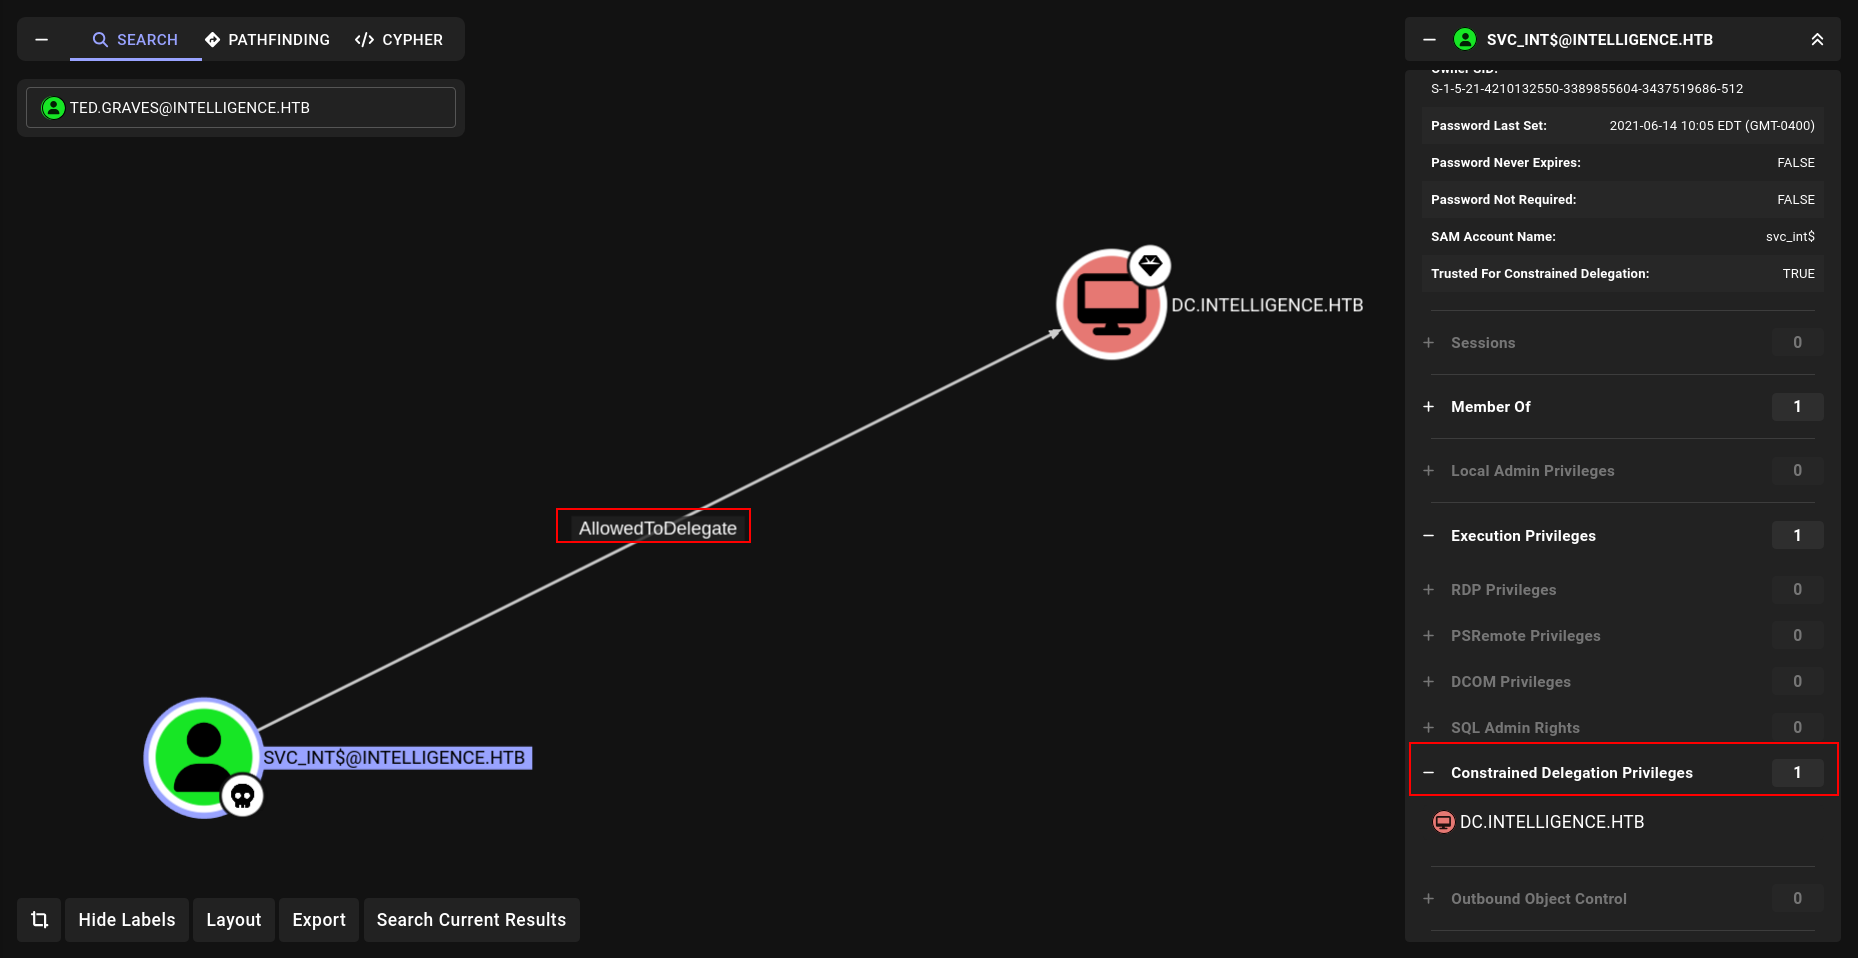 SEARCH
PATHFINDING
CYPHER
TED.GRAVES@INTELLIGENCE.HTB
DC.INTELLIGENCE.HTB
AllowedToDelegate
SVC_INT$@INTELLIGENCE.HTB
Hide Labels
Layout
Export
Search Current Results
SVC_INT$@INTELLIGENCE.HTB
Owner SID:
S-1-5-21-4210132550-3389855604-3437519686-512
Password Last Set: 2021-06-14 10:05 EDT (GMT-0400)
Password Never Expires: FALSE
Password Not Required: FALSE
SAM Account Name: svc_int$
Trusted For Constrained Delegation: TRUE
Sessions 0
Member Of 1
Local Admin Privileges 0
Execution Privileges 1
RDP Privileges 0
PSRemote Privileges 0
DCOM Privileges 0
SQL Admin Rights 0
Constrained Delegation Privileges 1
DC.INTELLIGENCE.HTB
Outbound Object Control 0